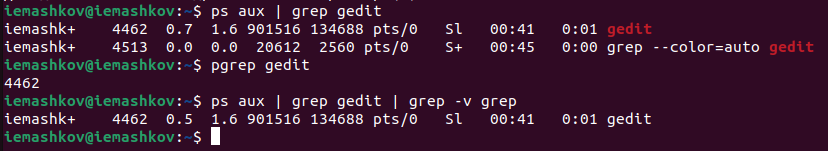 iemashkov@iemashkov:~$ ps aux | grep gedit
iemashk+    4462  0.7  1.6 901516 134688 pts/0   Sl   00:41   0:01 gedit
iemashk+    4513  0.0  0.0  20612  2560 pts/0    S+   00:45   0:00 grep --color=auto gedit
iemashkov@iemashkov:~$ pgrep gedit
4462
iemashkov@iemashkov:~$ ps aux | grep gedit | grep -v grep
iemashk+    4462  0.5  1.6 901516 134688 pts/0   Sl   00:41   0:01 gedit
iemashkov@iemashkov:~$